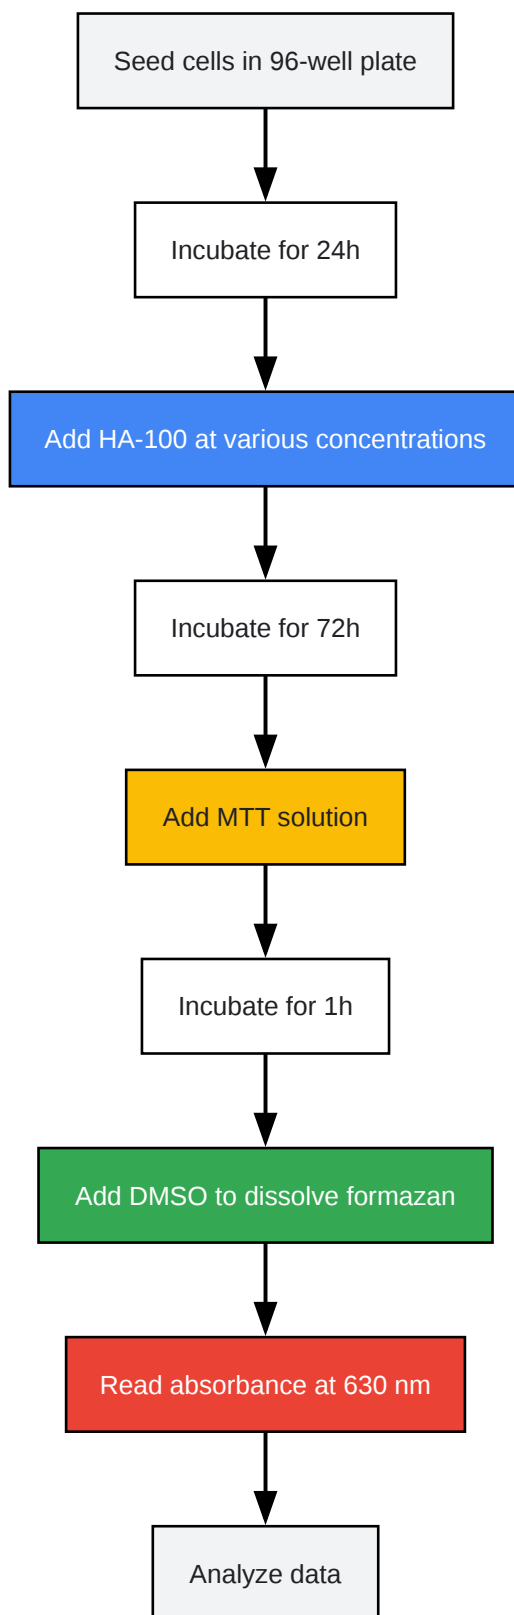 Seed cells in 96-well plate
Incubate for 24h
Add HA-100 at various concentrations
Incubate for 72h
Add MTT solution
Incubate for 1h
Add DMSO to dissolve formazan
Read absorbance at 630 nm
Analyze data